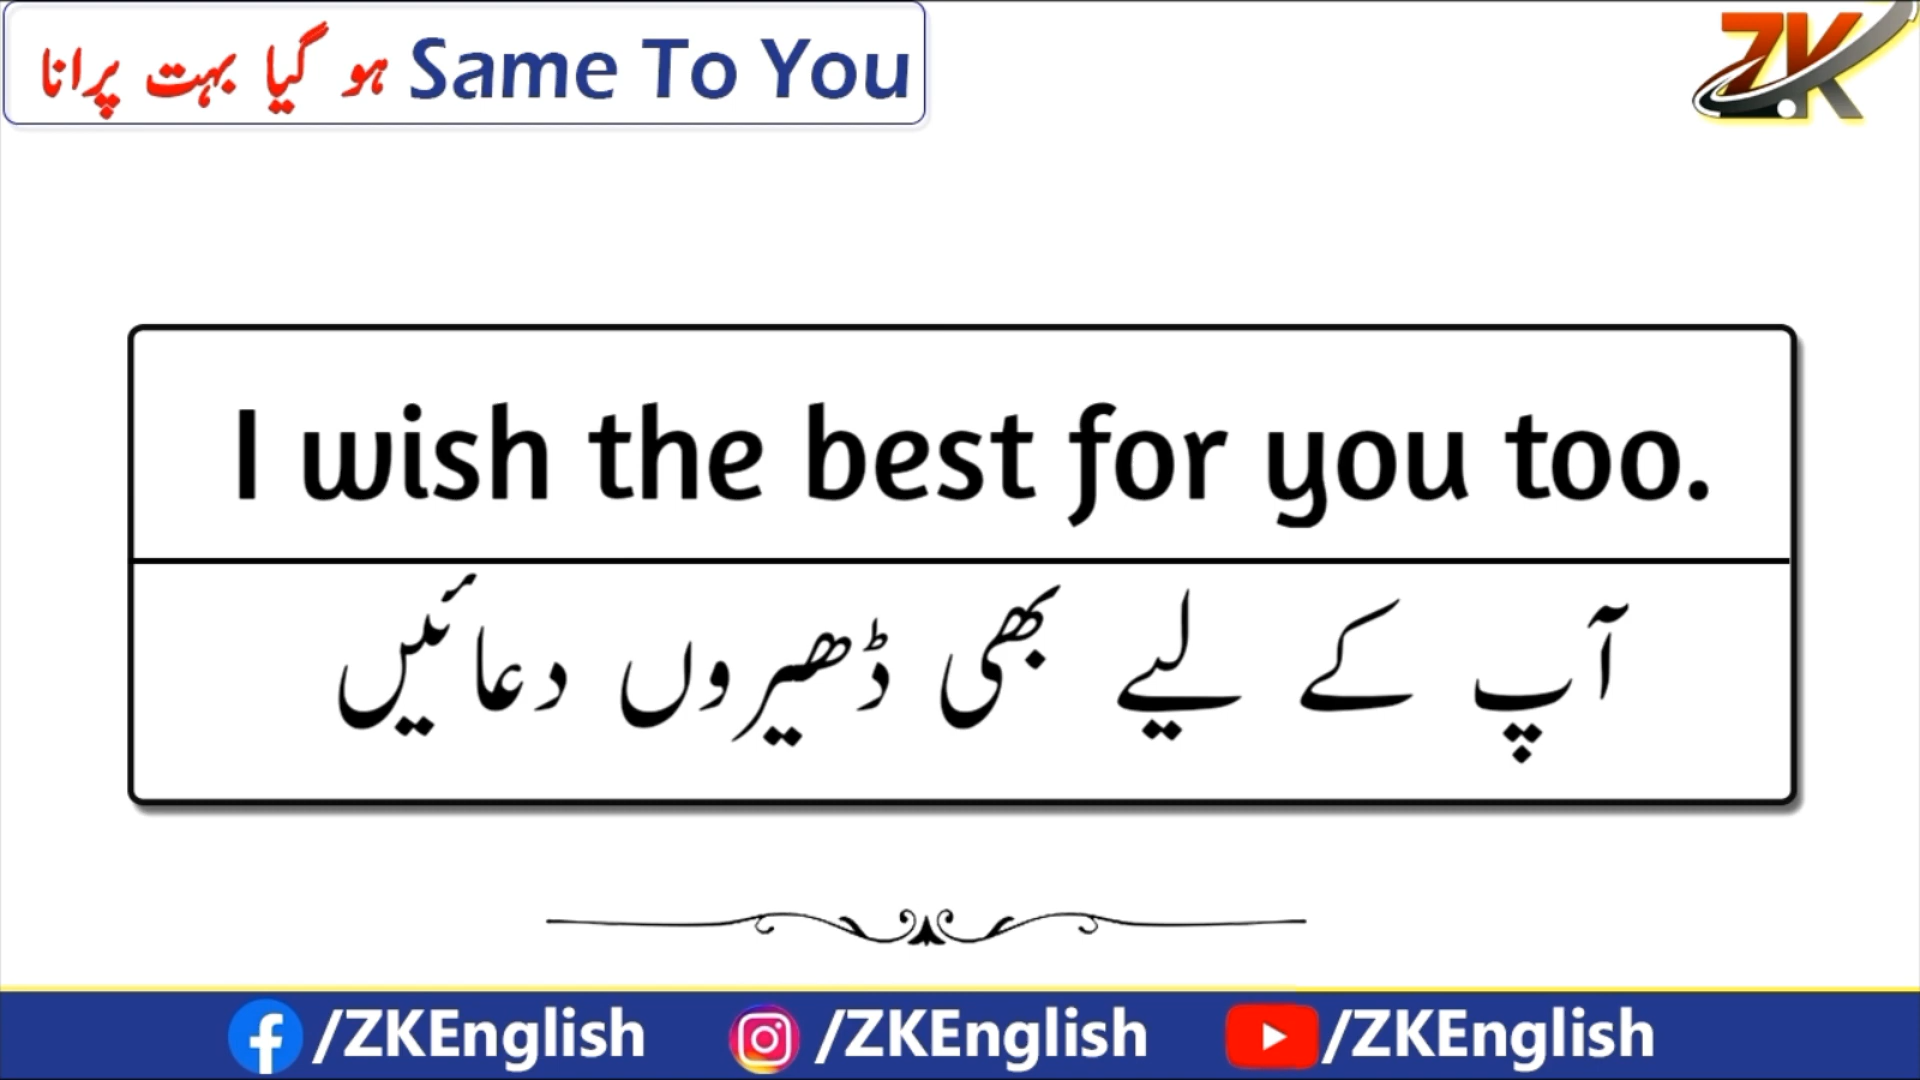 Same To You ہو گیا بہت پرانا
ZK
I wish the best for you too.
آپ کے لیے بھی ڈھیروں دعائیں
/ZKEnglish /ZKEnglish /ZKEnglish